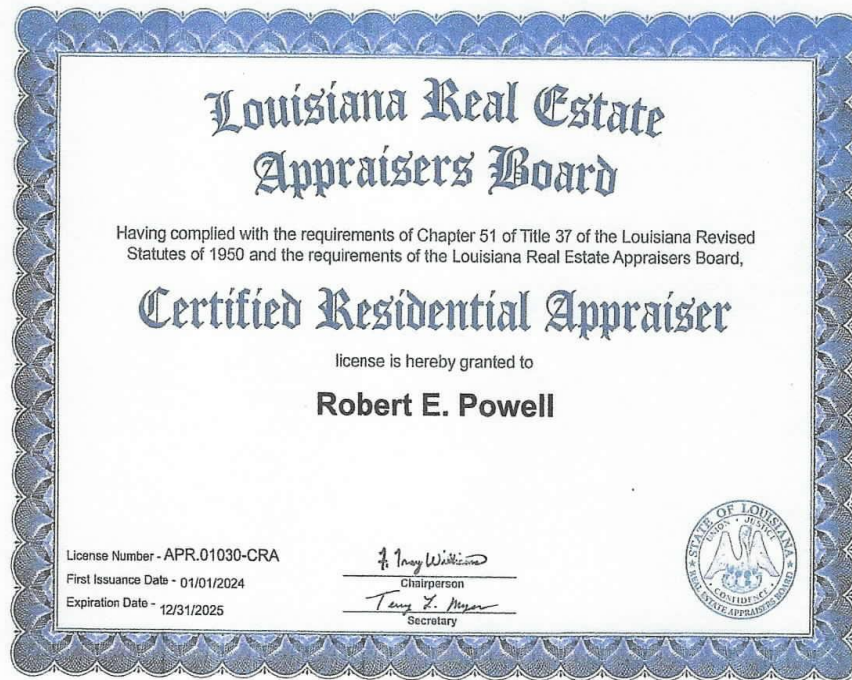 Louisiana Real Estate
Appraisers Board
Having complied with the requirements of Chapter 51 of Title 37 of the Louisiana Revised
Statutes of 1950 and the requirements of the Louisiana Real Estate Appraisers Board,
Certified Residential Appraiser
license is hereby granted to
Robert E. Powell
License Number - APR.01030-CRA
First Issuance Date - 01/01/2024
Expiration Date - 12/31/2025
Chairperson
Secretary
STATE OF LOUISIANA
UNION · JUSTICE
CONFIDENCE
REAL ESTATE APPRAISERS BOARD